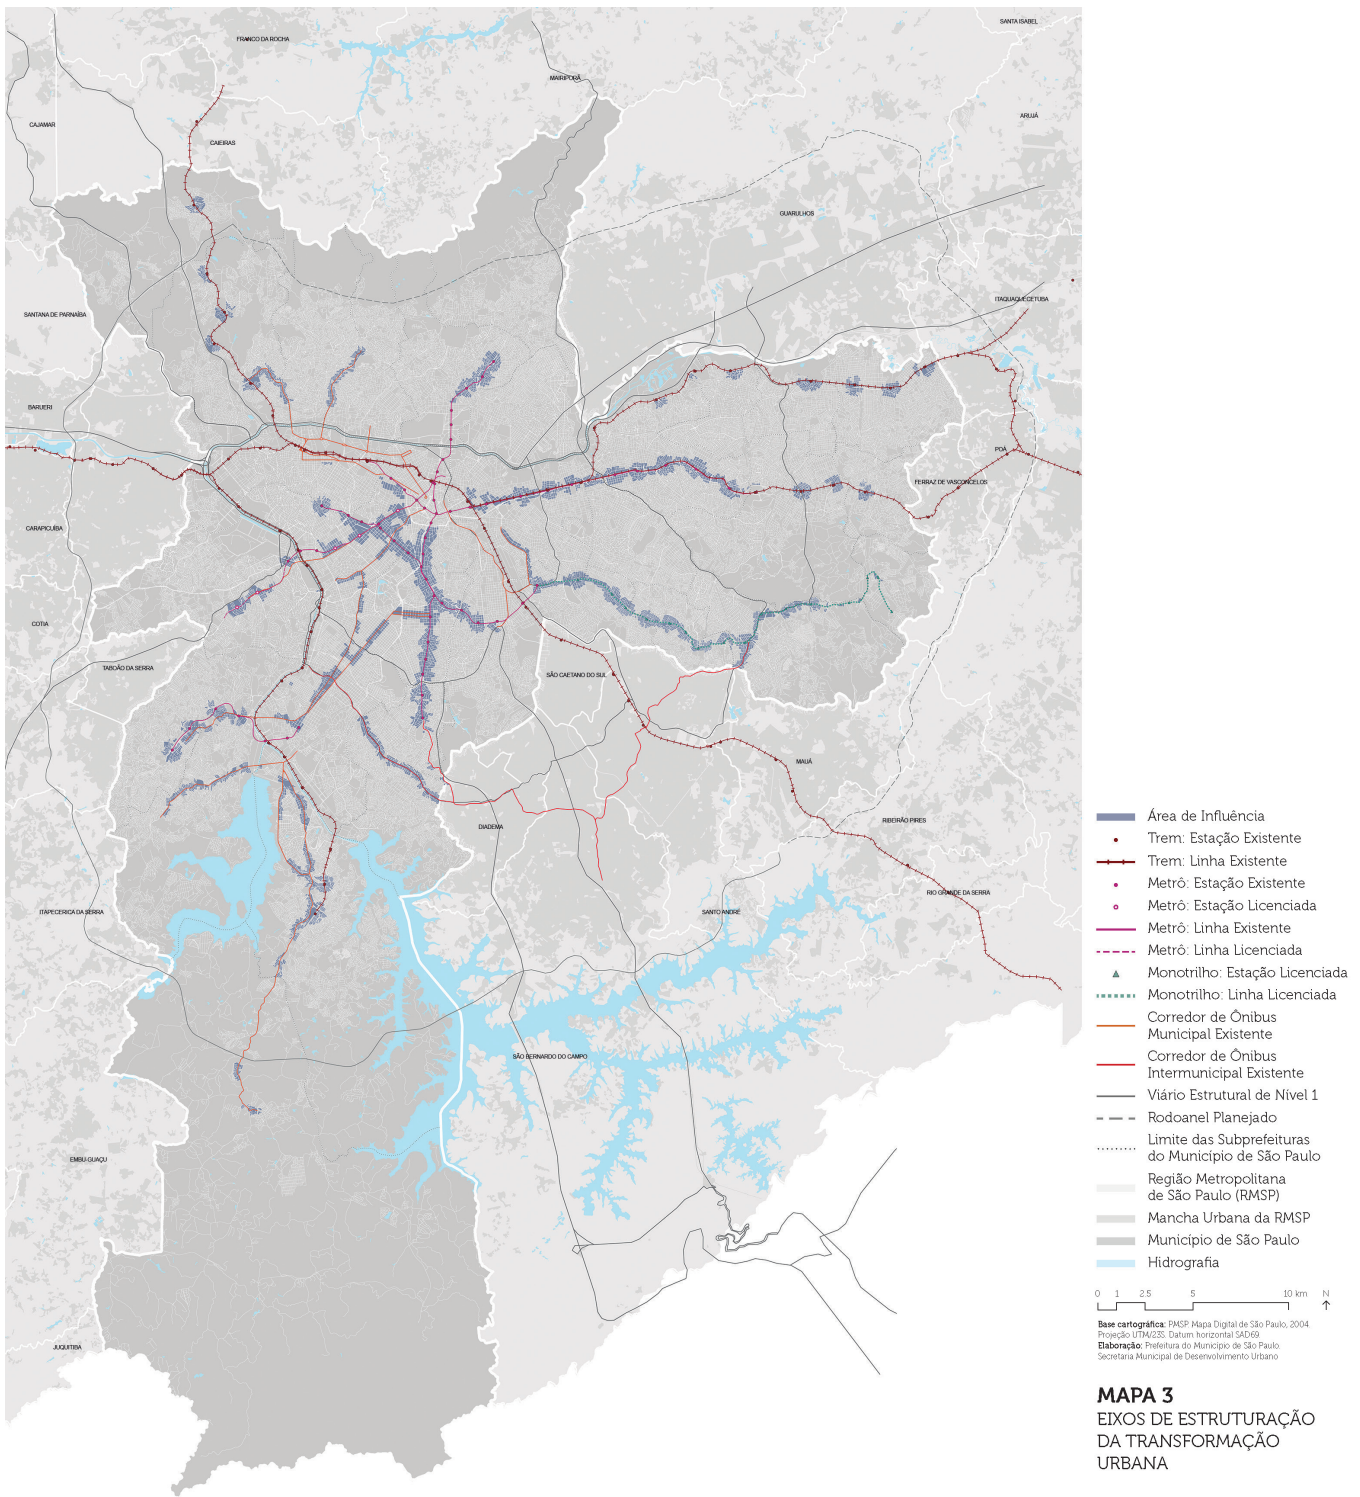 SANTA ISABEL
FRANCO DA ROCHA
MAIRIPORÃ
ARUJÁ
CAJAMAR
CAIEIRAS
GUARULHOS
ITAQUAQUECETUBA
SANTANA DE PARNAÍBA
BARUERI
POÁ
FERRAZ DE VASCONCELOS
CARAPICUÍBA
COTIA
TABOÃO DA SERRA
SÃO CAETANO DO SUL
MAUÁ
DIADEMA
RIBEIRÃO PIRES
RIO GRANDE DA SERRA
ITAPECERICA DA SERRA
SANTO ANDRÉ
SÃO BERNARDO DO CAMPO
EMBU-GUAÇU
JUQUITIBA
Área de Influência
Trem: Estação Existente
Trem: Linha Existente
Metrô: Estação Existente
Metrô: Estação Licenciada
Metrô: Linha Existente
Metrô: Linha Licenciada
Monotrilho: Estação Licenciada
Monotrilho: Linha Licenciada
Corredor de Ônibus
Municipal Existente
Corredor de Ônibus
Intermunicipal Existente
Viário Estrutural de Nível 1
Rodoanel Planejado
Limite das Subprefeituras
do Município de São Paulo
Região Metropolitana
de São Paulo (RMSP)
Mancha Urbana da RMSP
Município de São Paulo
Hidrografia
0 1 2.5 5 10 km N
Base cartográfica: PMSP. Mapa Digital de São Paulo, 2004.
Projeção UTM/23S. Datum horizontal SAD69.
Elaboração: Prefeitura do Município de São Paulo.
Secretaria Municipal de Desenvolvimento Urbano
MAPA 3
EIXOS DE ESTRUTURAÇÃO
DA TRANSFORMAÇÃO
URBANA